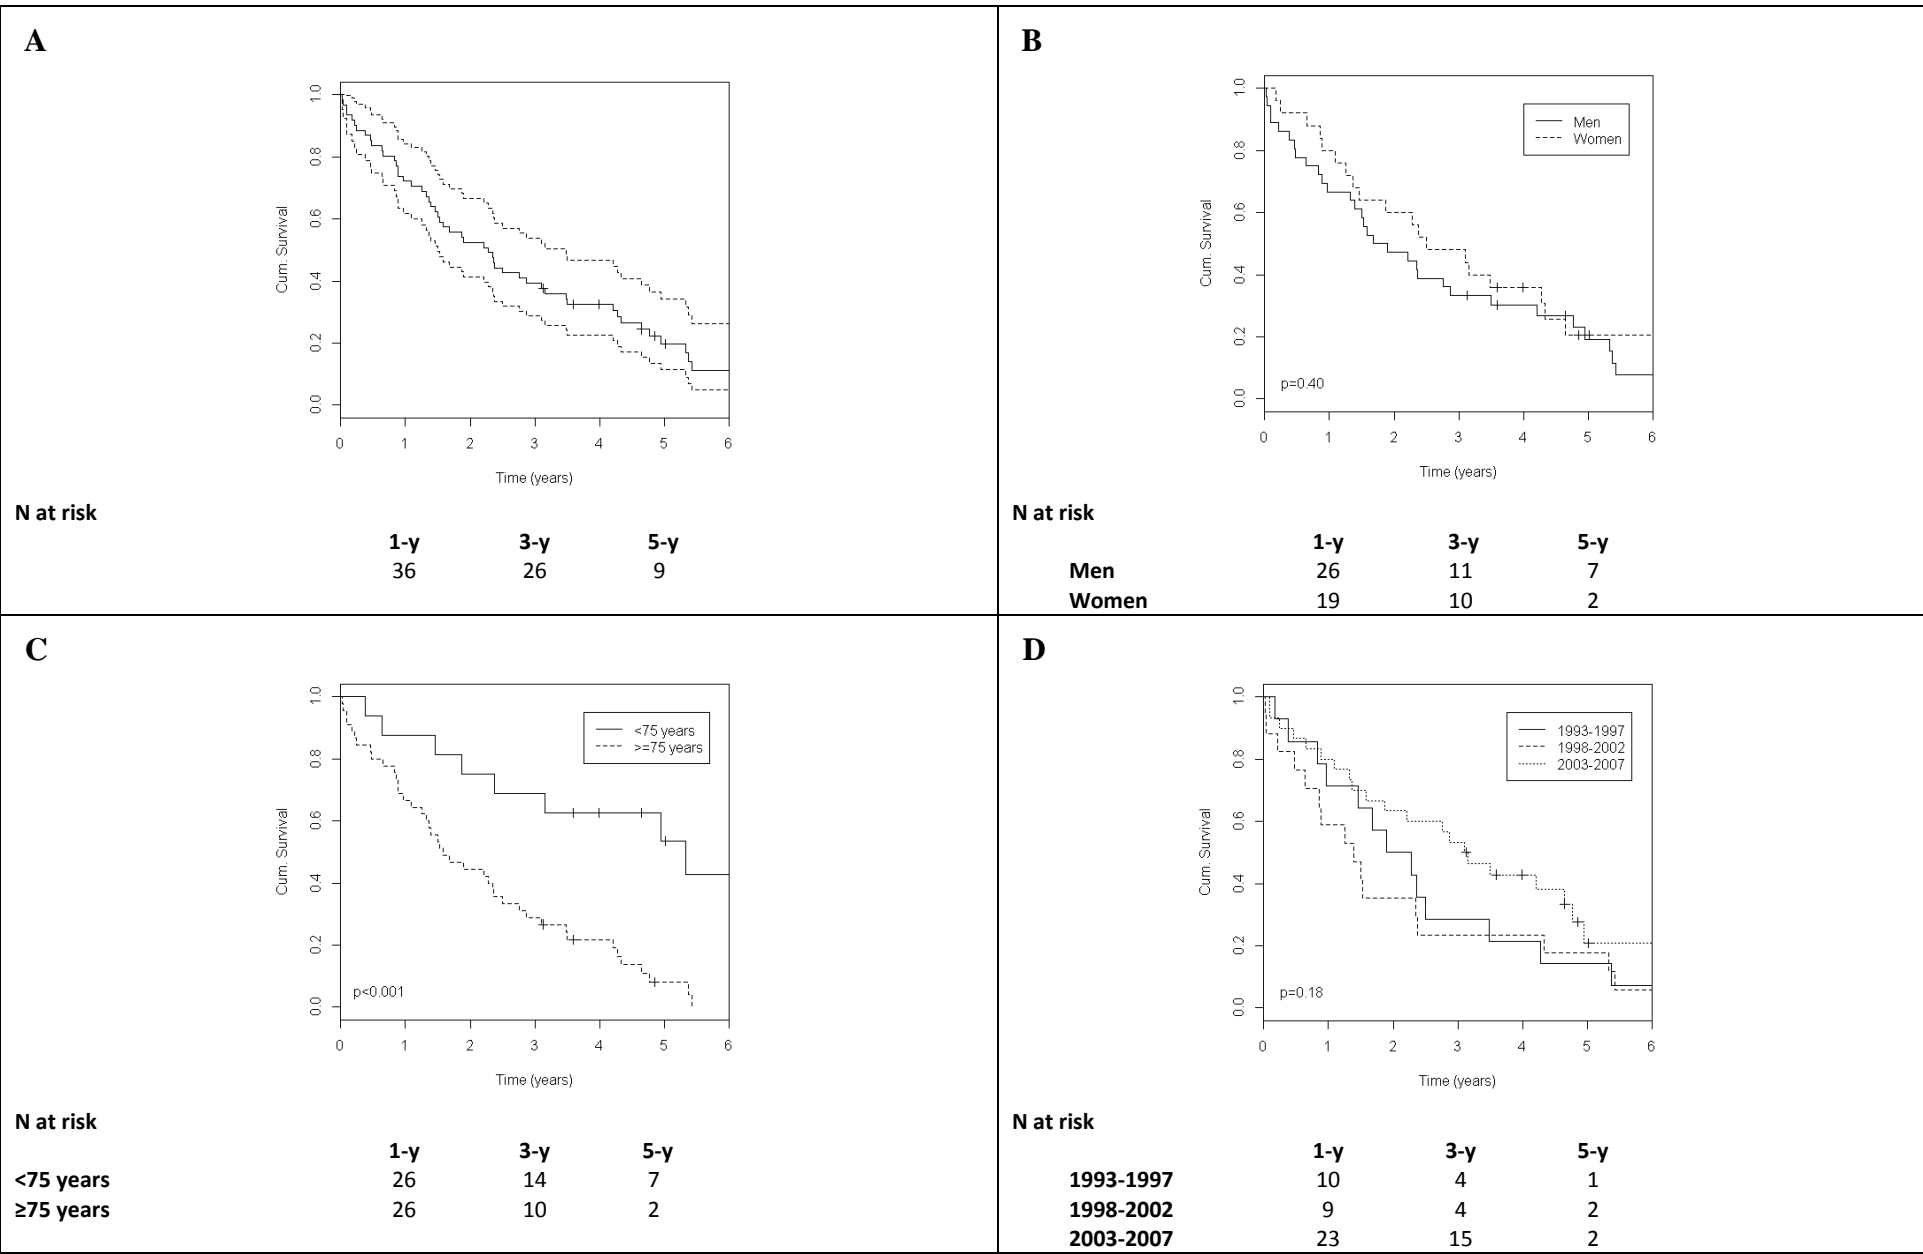 A
Cum. Survival
1.0
0.8
0.6
0.4
0.2
0.0
0 1 2 3 4 5 6
Time (years)
N at risk
1-y 3-y 5-y
36 26 9
B
Cum. Survival
1.0
0.8
0.6
0.4
0.2
0.0
Men
Women
p=0.40
0 1 2 3 4 5 6
Time (years)
N at risk
1-y 3-y 5-y
Men 26 11 7
Women 19 10 2
C
Cum. Survival
1.0
0.8
0.6
0.4
0.2
0.0
<75 years
>=75 years
p<0.001
0 1 2 3 4 5 6
Time (years)
N at risk
1-y 3-y 5-y
<75 years 26 14 7
≥75 years 26 10 2
D
Cum. Survival
1.0
0.8
0.6
0.4
0.2
0.0
1993-1997
1998-2002
2003-2007
p=0.18
0 1 2 3 4 5 6
Time (years)
N at risk
1-y 3-y 5-y
1993-1997 10 4 1
1998-2002 9 4 2
2003-2007 23 15 2